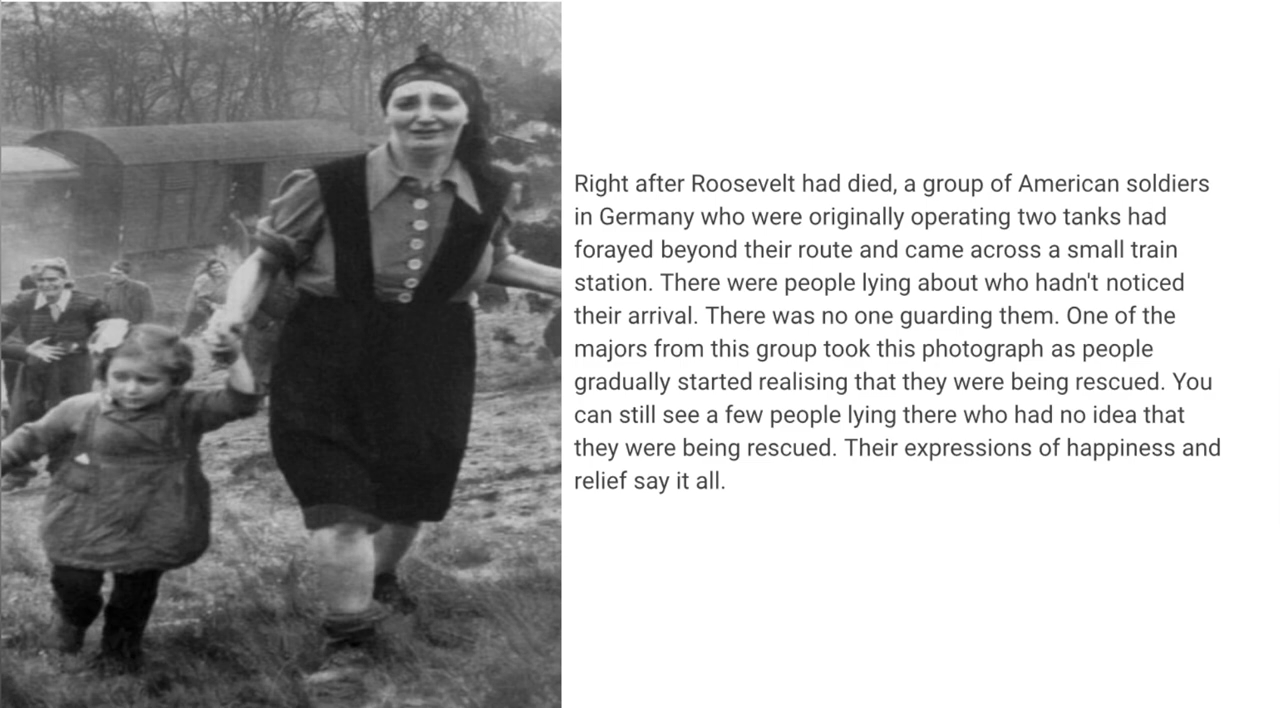 Right after Roosevelt had died, a group of American soldiers
in Germany who were originally operating two tanks had
forayed beyond their route and came across a small train
station. There were people lying about who hadn't noticed
their arrival. There was no one guarding them. One of the
majors from this group took this photograph as people
gradually started realising that they were being rescued. You
can still see a few people lying there who had no idea that
they were being rescued. Their expressions of happiness and
relief say it all.